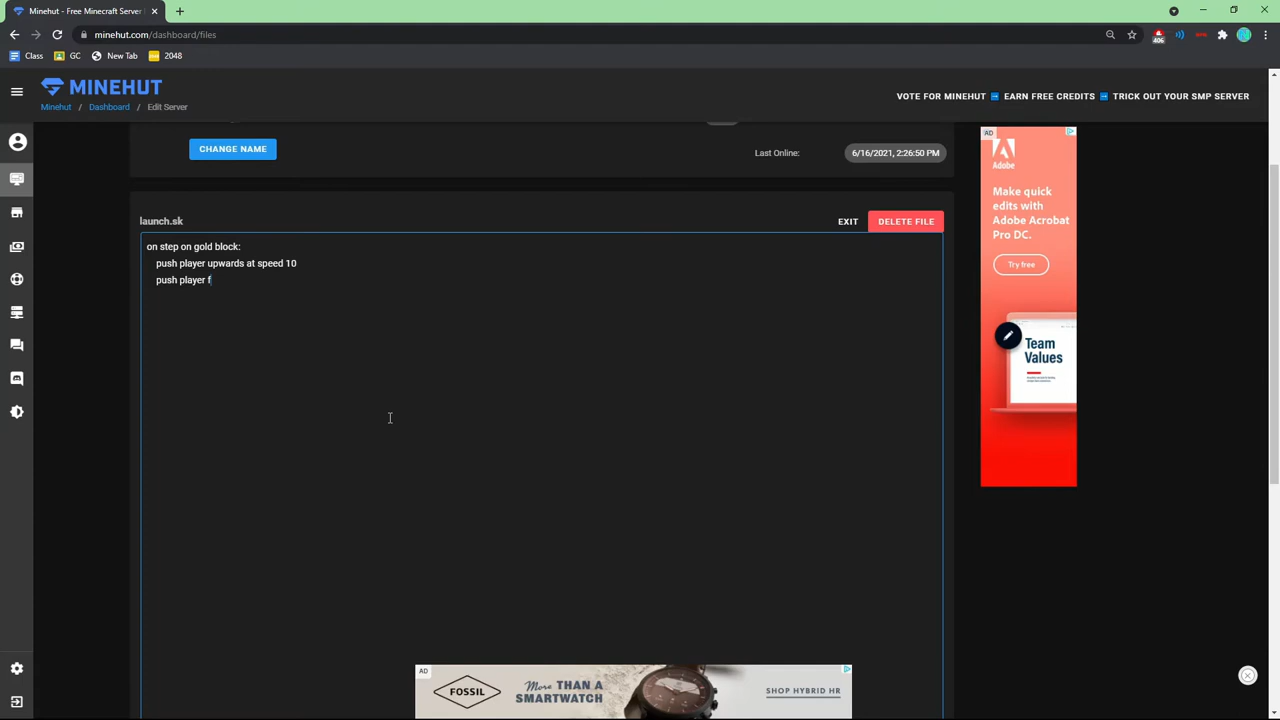 Minehut - Free Minecraft Server
minehut.com/dashboard/files
406
Class
GC
New Tab
2048
MINEHUT
Minehut / Dashboard / Edit Server
VOTE FOR MINEHUT EARN FREE CREDITS TRICK OUT YOUR SMP SERVER
CHANGE NAME
Last Online:
6/16/2021, 2:26:50 PM
launch.sk
EXIT
DELETE FILE
on step on gold block:
push player upwards at speed 10
push player f
AD
Adobe
Make quick
edits with
Adobe Acrobat
Pro DC.
Try free
Team
Values
AD
FOSSIL
More THAN A
SMARTWATCH
SHOP HYBRID HR